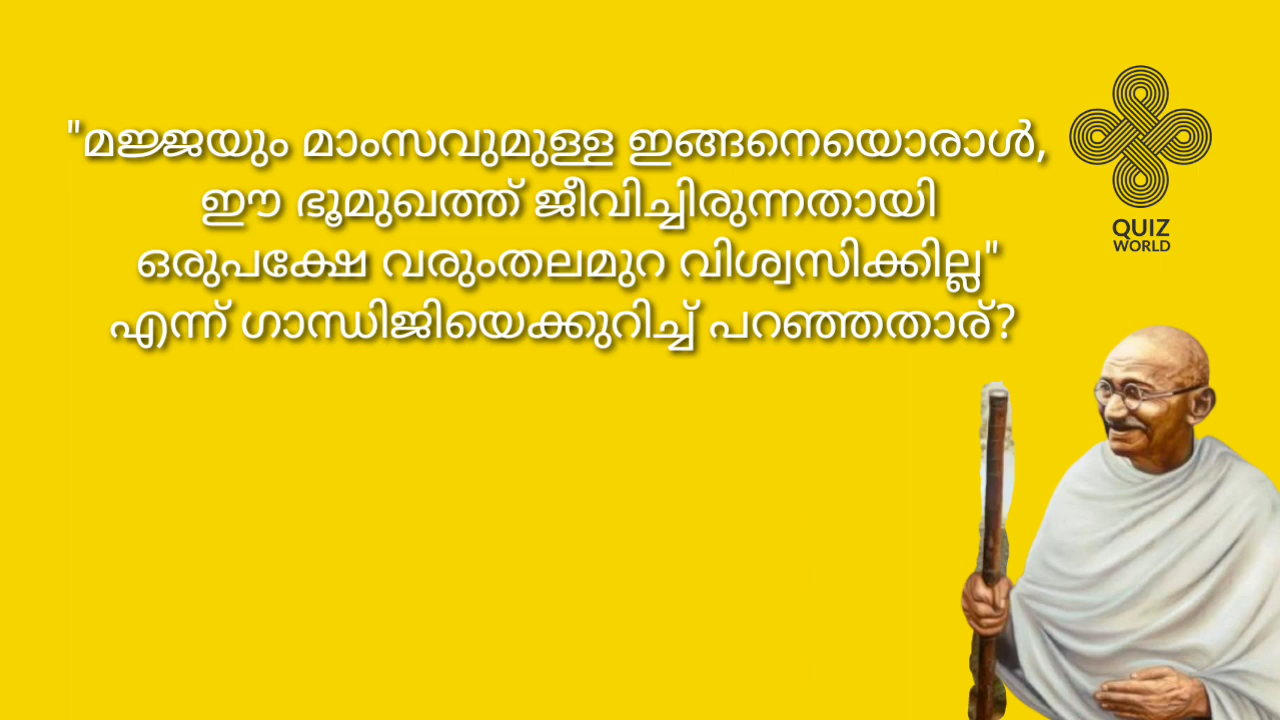 "മജ്ജയും മാംസവുമുള്ള ഇങ്ങനെയൊരാൾ,
ഈ ഭൂമുഖത്ത് ജീവിച്ചിരുന്നതായി
ഒരുപക്ഷേ വരുംതലമുറ വിശ്വസിക്കില്ല"
എന്ന് ഗാന്ധിജിയെക്കുറിച്ച് പറഞ്ഞതാര്?
QUIZ
WORLD